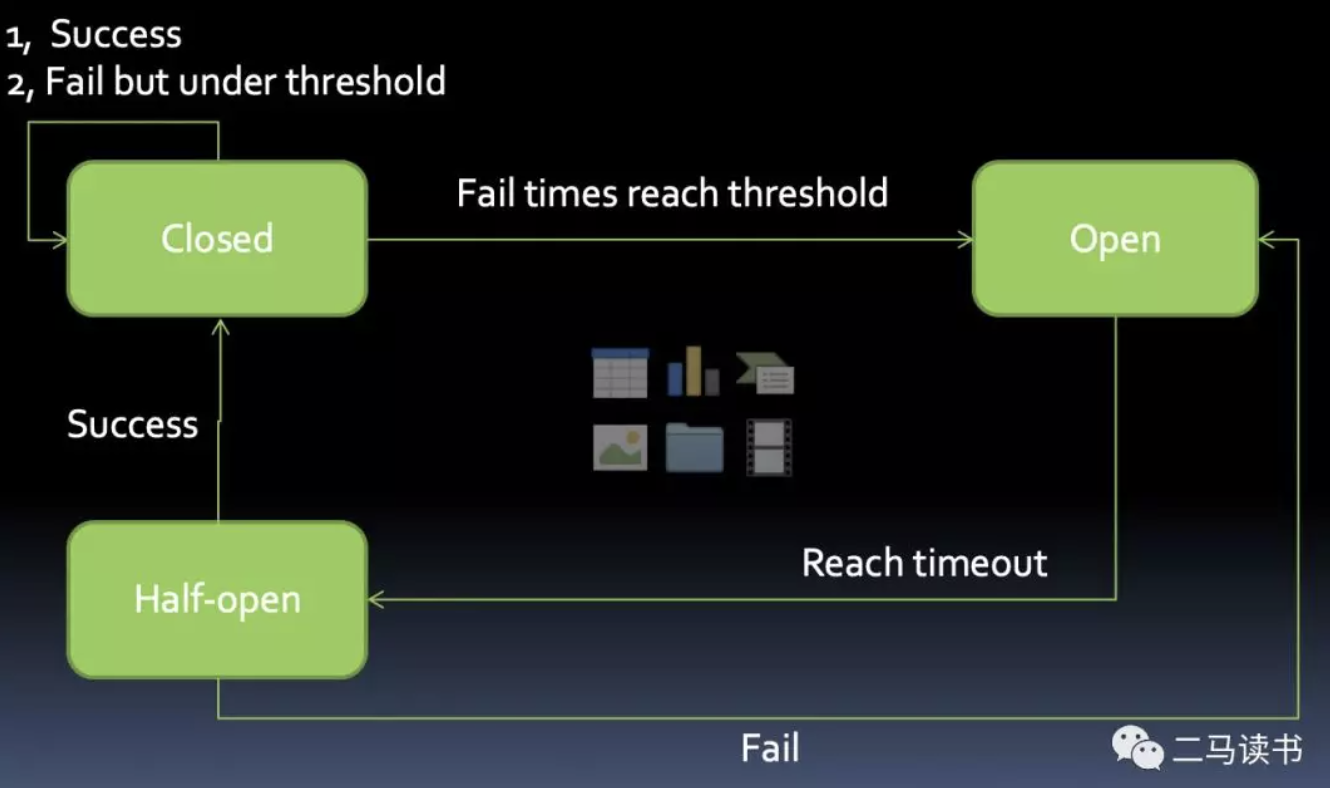 1, Success
2, Fail but under threshold
Fail times reach threshold
Closed
Open
Success
Reach timeout
Half-open
Fail
二马读书